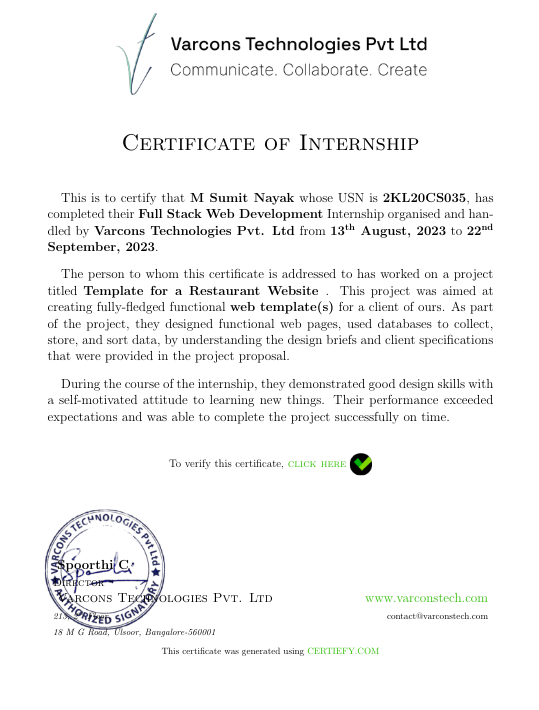 Varcons Technologies Pvt Ltd
Communicate. Collaborate. Create
Certificate of Internship
This is to certify that M Sumit Nayak whose USN is 2KL20CS035, has
completed their Full Stack Web Development Internship organised and han-
dled by Varcons Technologies Pvt. Ltd from 13th August, 2023 to 22nd
September, 2023.
The person to whom this certificate is addressed to has worked on a project
titled Template for a Restaurant Website . This project was aimed at
creating fully-fledged functional web template(s) for a client of ours. As part
of the project, they designed functional web pages, used databases to collect,
store, and sort data, by understanding the design briefs and client specifications
that were provided in the project proposal.
During the course of the internship, they demonstrated good design skills with
a self-motivated attitude to learning new things. Their performance exceeded
expectations and was able to complete the project successfully on time.
To verify this certificate, CLICK HERE
VARCONS TECHNOLOGIES Pvt Ltd
AUTHORIZED SIGNATORY
Spoorthi C
Director
Varcons Technologies Pvt. Ltd
www.varconstech.com
contact@varconstech.com
18 M G Road, Ulsoor, Bangalore-560001
This certificate was generated using CERTIEFY.COM